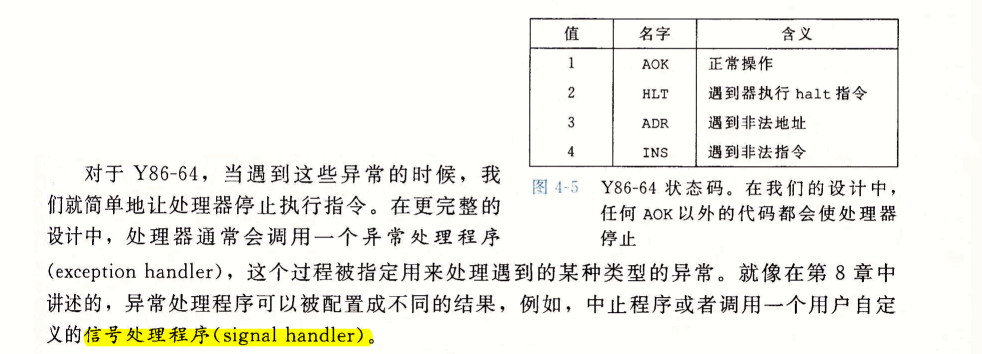 值 名字 含义
1 AOK 正常操作
2 HLT 遇到器执行 halt 指令
3 ADR 遇到非法地址
4 INS 遇到非法指令
图 4-5 Y86-64 状态码。在我们的设计中，
任何 AOK 以外的代码都会使处理器
停止
对于 Y86-64，当遇到这些异常的时候，我
们就简单地让处理器停止执行指令。在更完整的
设计中，处理器通常会调用一个异常处理程序
(exception handler)，这个过程被指定用来处理遇到的某种类型的异常。就像在第 8 章中
讲述的，异常处理程序可以被配置成不同的结果，例如，中止程序或者调用一个用户自定
义的信号处理程序(signal handler)。